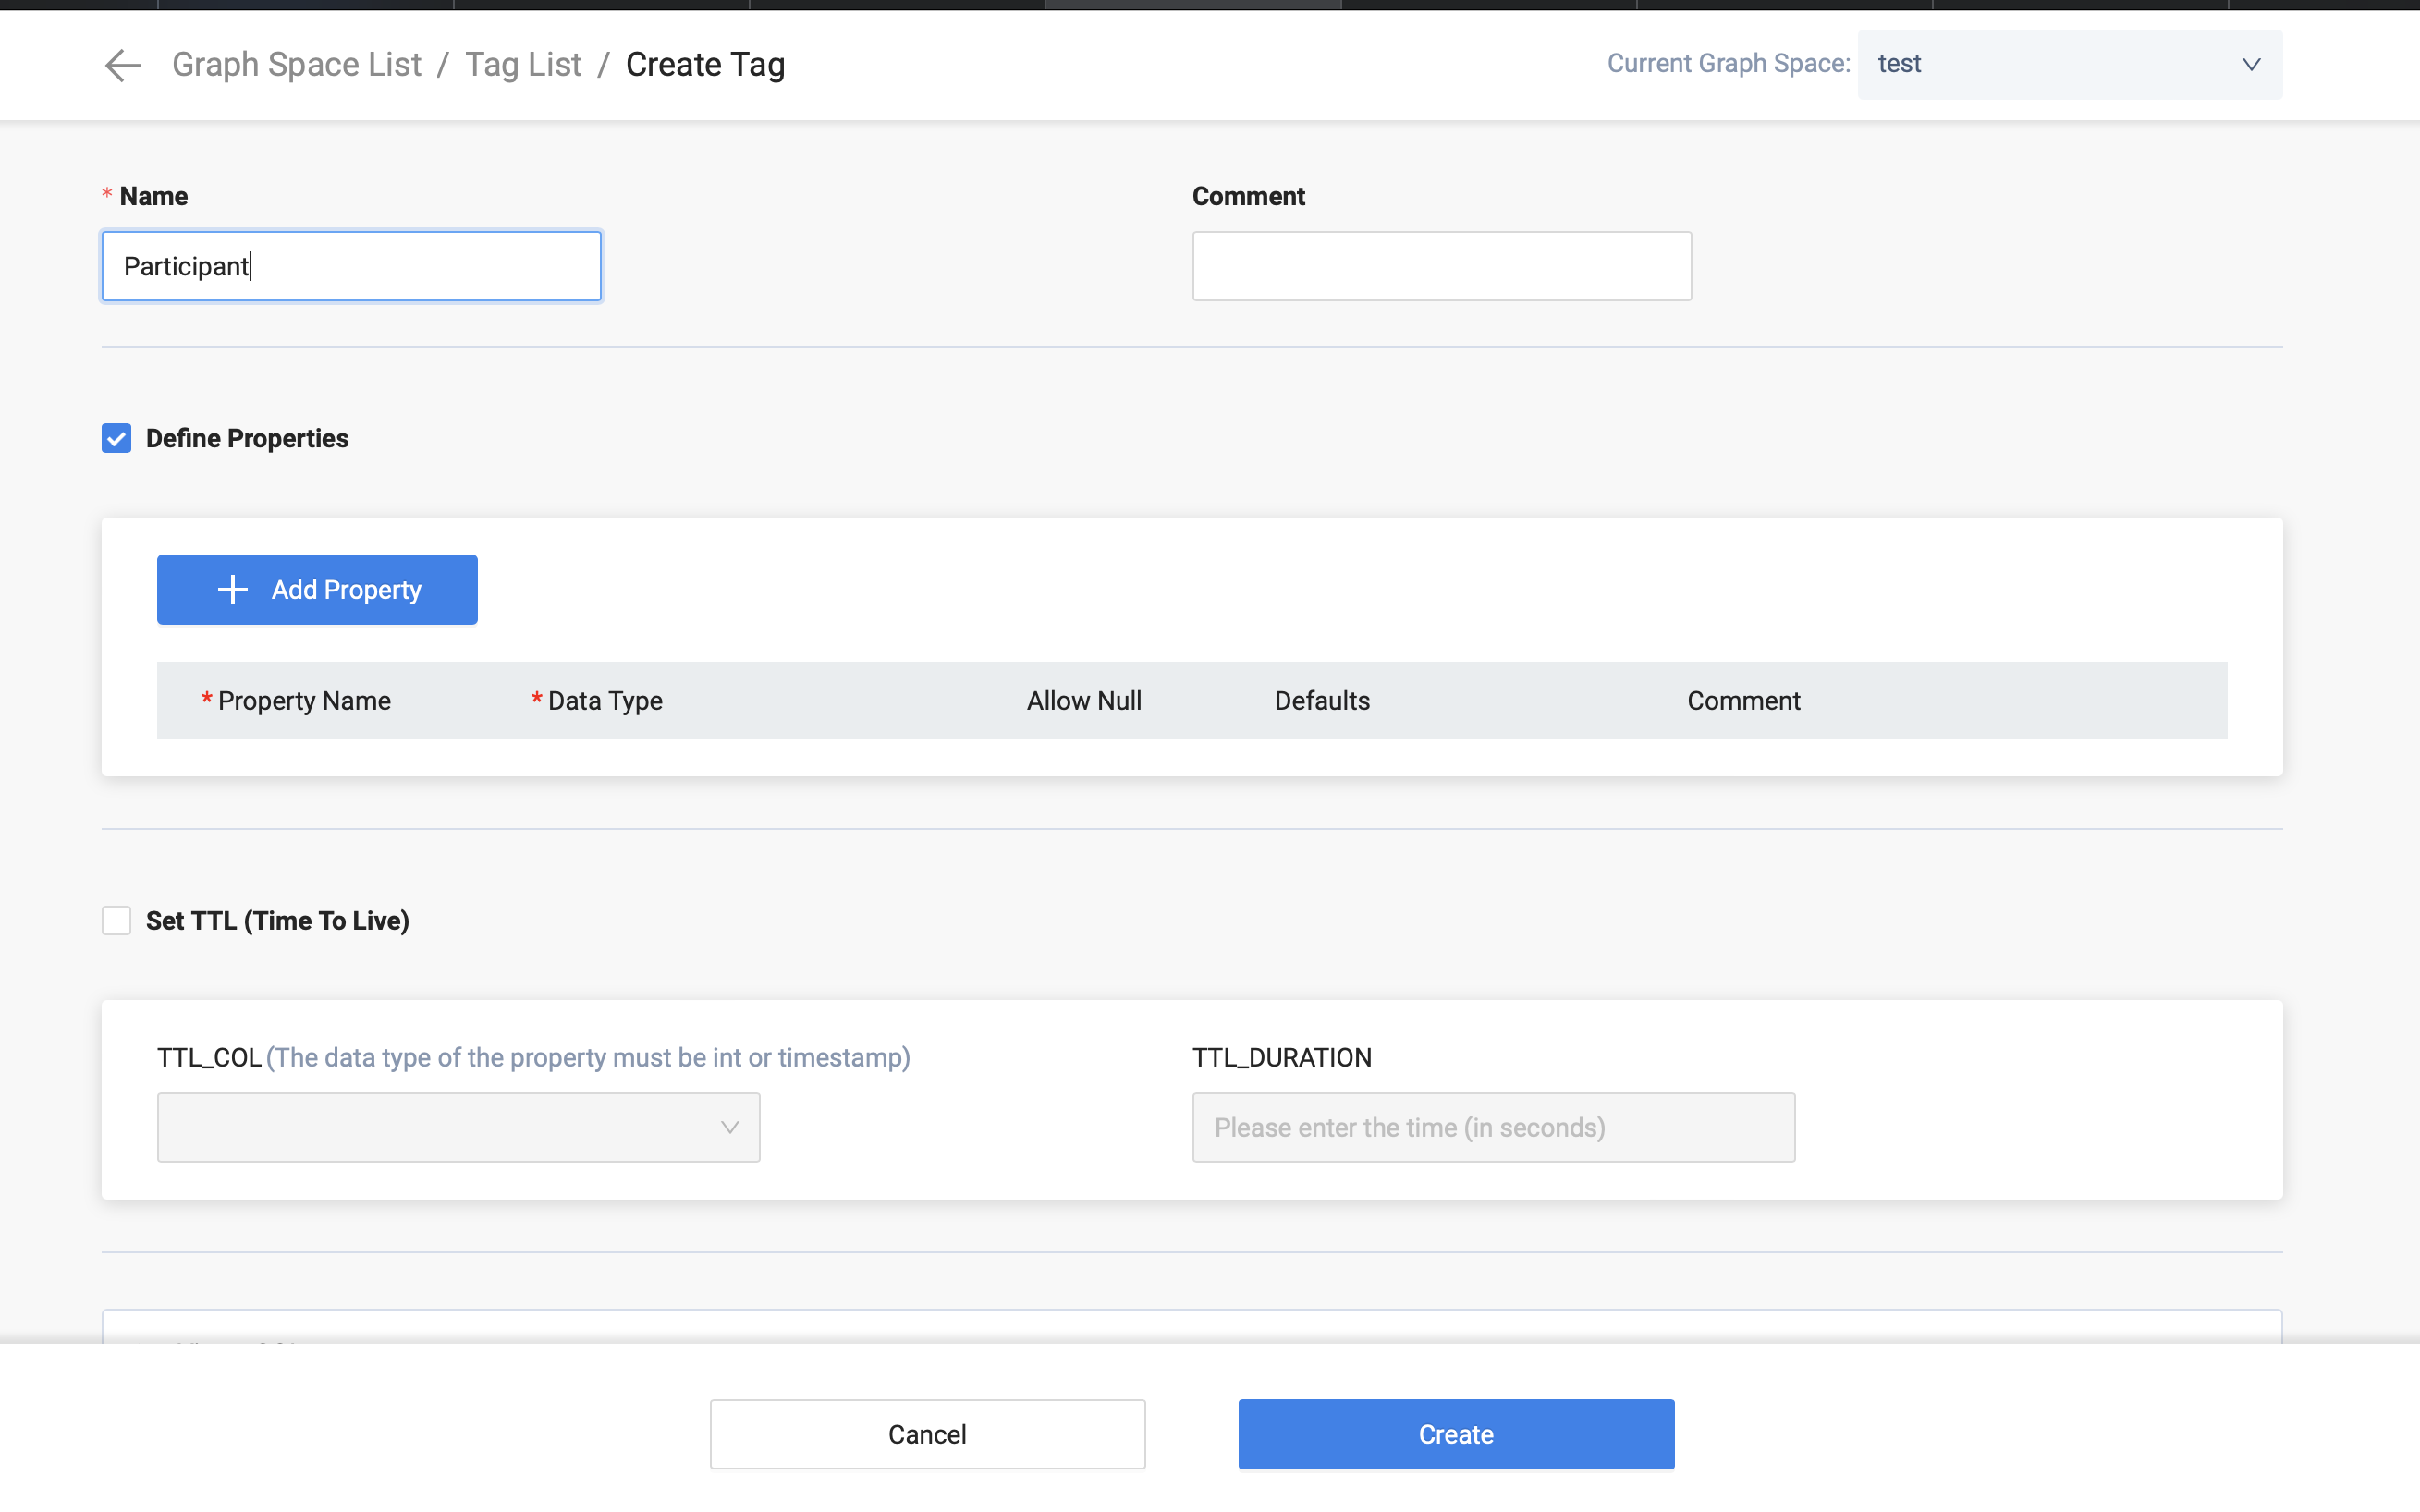 Graph Space List / Tag List / Create Tag
Current Graph Space: test
* Name
Comment
Participant
Define Properties
Add Property
* Property Name * Data Type Allow Null Defaults Comment
Set TTL (Time To Live)
TTL_COL (The data type of the property must be int or timestamp)
TTL_DURATION
Please enter the time (in seconds)
Cancel
Create